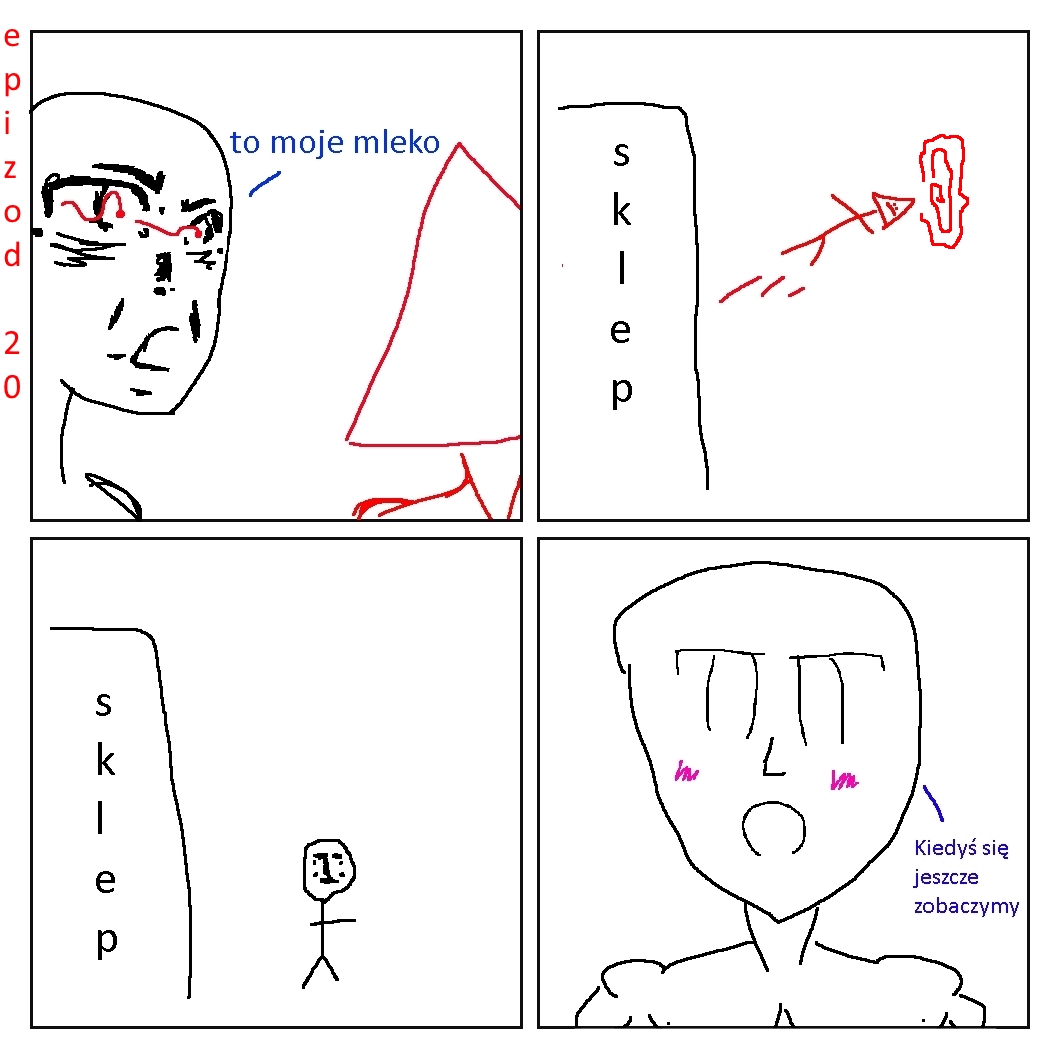 epizod 20
to moje mleko
sklep
sklep
Kiedyś się
jeszcze
zobaczymy